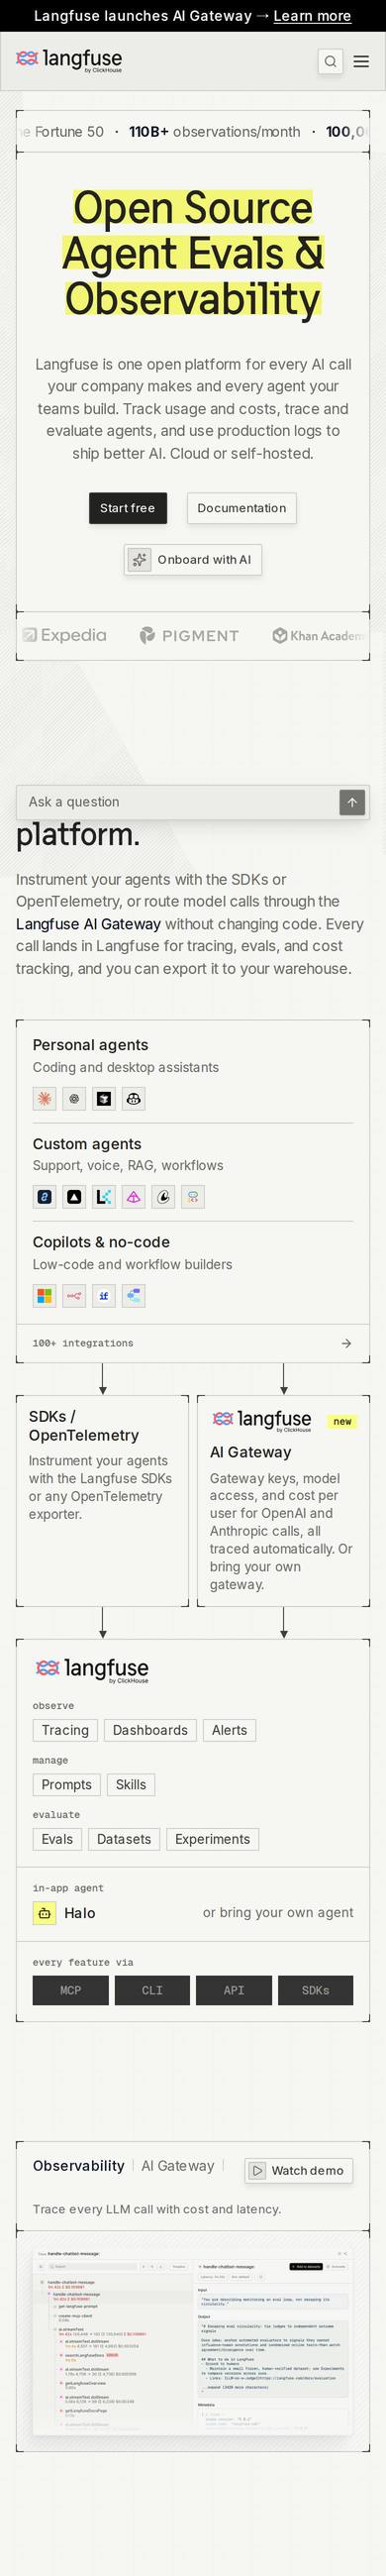 Langfuse launches AI Gateway → Learn more
langfuse
by ClickHouse
e Fortune 50 · 110B+ observations/month · 100,0
Open Source
Agent Evals &
Observability
Langfuse is one open platform for every AI call
your company makes and every agent your
teams build. Track usage and costs, trace and
evaluate agents, and use production logs to
ship better AI. Cloud or self-hosted.
Start free
Documentation
Onboard with AI
Expedia PIGMENT Khan Academ
Ask a question
platform.
Instrument your agents with the SDKs or
OpenTelemetry, or route model calls through the
Langfuse AI Gateway without changing code. Every
call lands in Langfuse for tracing, evals, and cost
tracking, and you can export it to your warehouse.
Personal agents
Coding and desktop assistants
Custom agents
Support, voice, RAG, workflows
Copilots & no-code
Low-code and workflow builders
if
100+ integrations
SDKs /
OpenTelemetry
Instrument your agents
with the Langfuse SDKs
or any OpenTelemetry
exporter.
langfuse
by ClickHouse
new
AI Gateway
Gateway keys, model
access, and cost per
user for OpenAI and
Anthropic calls, all
traced automatically. Or
bring your own
gateway.
langfuse
by ClickHouse
observe
Tracing Dashboards Alerts
manage
Prompts Skills
evaluate
Evals Datasets Experiments
in-app agent
Halo or bring your own agent
every feature via
MCP CLI API SDKs
Observability AI Gateway
Watch demo
Trace every LLM call with cost and latency.
handle-chatbot-message
Input
Output
Metadata